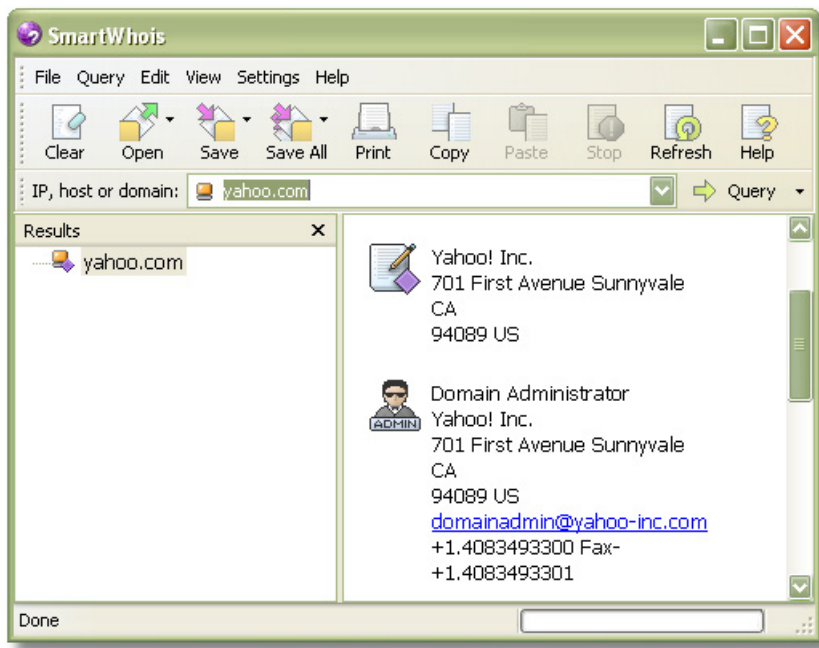 SmartWhois
File Query Edit View Settings Help
Clear Open Save Save All Print Copy Paste Stop Refresh Help
IP, host or domain: yahoo.com Query
Results
yahoo.com
Yahoo! Inc.
701 First Avenue Sunnyvale
CA
94089 US
Domain Administrator
ADMIN
Yahoo! Inc.
701 First Avenue Sunnyvale
CA
94089 US
domainadmin@yahoo-inc.com
+1.4083493300 Fax-
+1.4083493301
Done